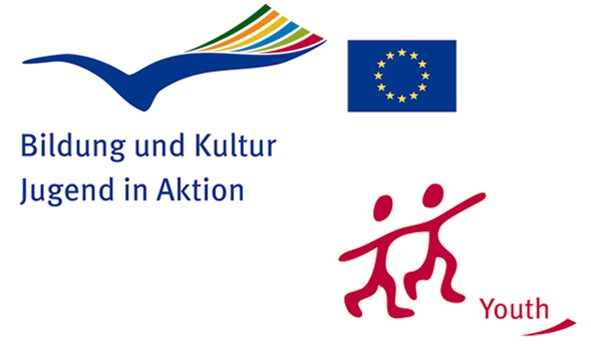 Bildung und Kultur
Jugend in Aktion
Youth